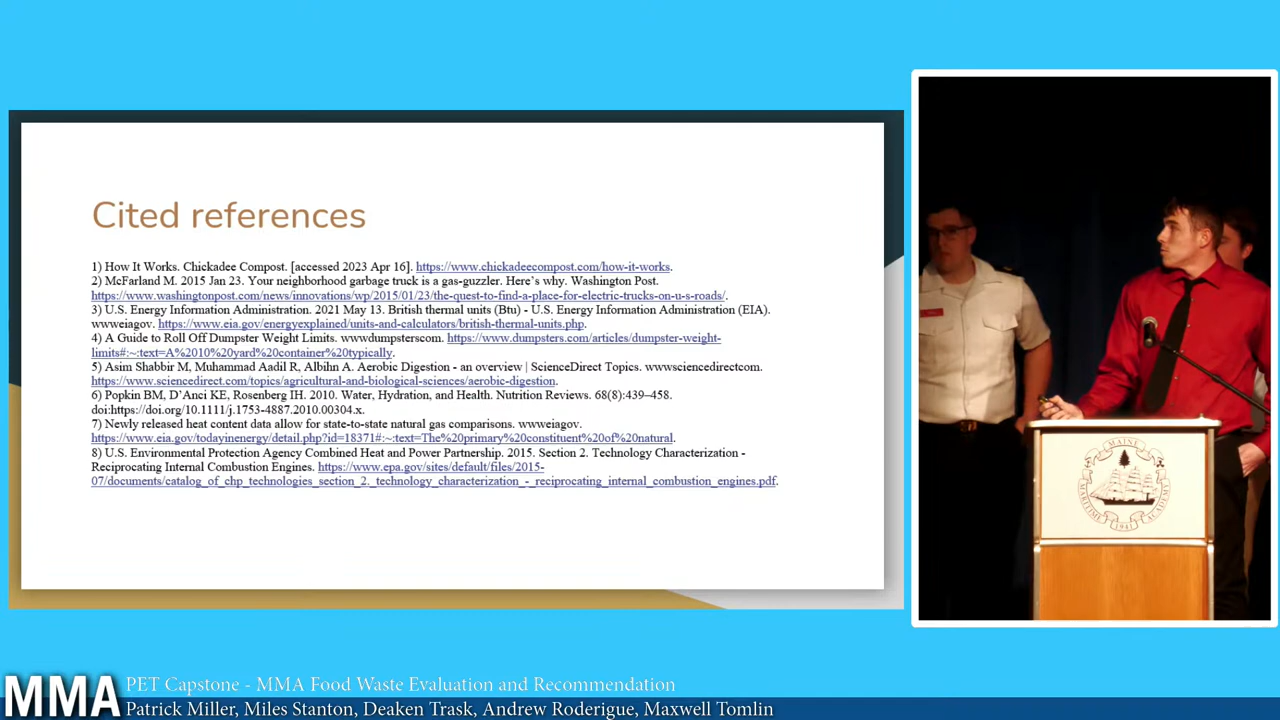 Cited references
1) How It Works. Chickadee Compost. [accessed 2023 Apr 16]. https://www.chickadeecompost.com/how-it-works.
2) McFarland M. 2015 Jan 23. Your neighborhood garbage truck is a gas-guzzler. Here's why. Washington Post.
https://www.washingtonpost.com/news/innovations/wp/2015/01/23/the-quest-to-find-a-place-for-electric-trucks-on-u-s-roads/.
3) U.S. Energy Information Administration. 2021 May 13. British thermal units (Btu) - U.S. Energy Information Administration (EIA).
wwweiagov. https://www.eia.gov/energyexplained/units-and-calculators/british-thermal-units.php.
4) A Guide to Roll Off Dumpster Weight Limits. wwwdumpsterscom. https://www.dumpsters.com/articles/dumpster-weight-
limits#:~:text=A%2010%20yard%20container%20typically.
5) Asim Shabbir M, Muhammad Aadil R, Albihn A. Aerobic Digestion - an overview | ScienceDirect Topics. wwwsciencedirectcom.
https://www.sciencedirect.com/topics/agricultural-and-biological-sciences/aerobic-digestion.
6) Popkin BM, D'Anci KE, Rosenberg IH. 2010. Water, Hydration, and Health. Nutrition Reviews. 68(8):439–458.
doi:https://doi.org/10.1111/j.1753-4887.2010.00304.x.
7) Newly released heat content data allow for state-to-state natural gas comparisons. wwweiagov.
https://www.eia.gov/todayinenergy/detail.php?id=18371#:~:text=The%20primary%20constituent%20of%20natural.
8) U.S. Environmental Protection Agency Combined Heat and Power Partnership. 2015. Section 2. Technology Characterization -
Reciprocating Internal Combustion Engines. https://www.epa.gov/sites/default/files/2015-
07/documents/catalog_of_chp_technologies_section_2._technology_characterization_-_reciprocating_internal_combustion_engines.pdf.
MAINE
MARITIME
ACADEMY
1941
MMA
PET Capstone - MMA Food Waste Evaluation and Recommendation
Patrick Miller, Miles Stanton, Deaken Trask, Andrew Roderigue, Maxwell Tomlin